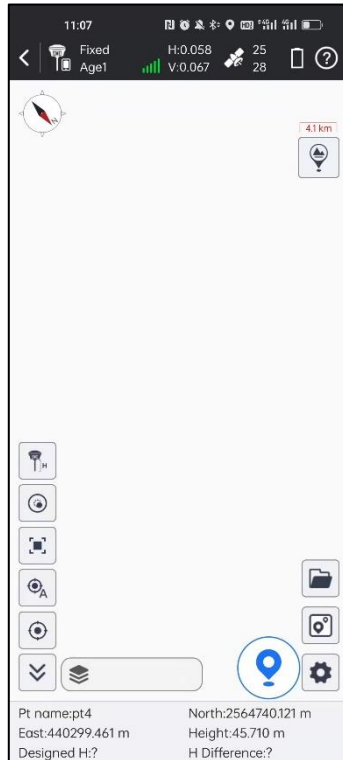 11:07
Fixed H:0.058 25
Age1 V:0.067 28
4.1 km
N
H
A
Pt name:pt4 North:2564740.121 m
East:440299.461 m Height:45.710 m
Designed H:? H Difference:?